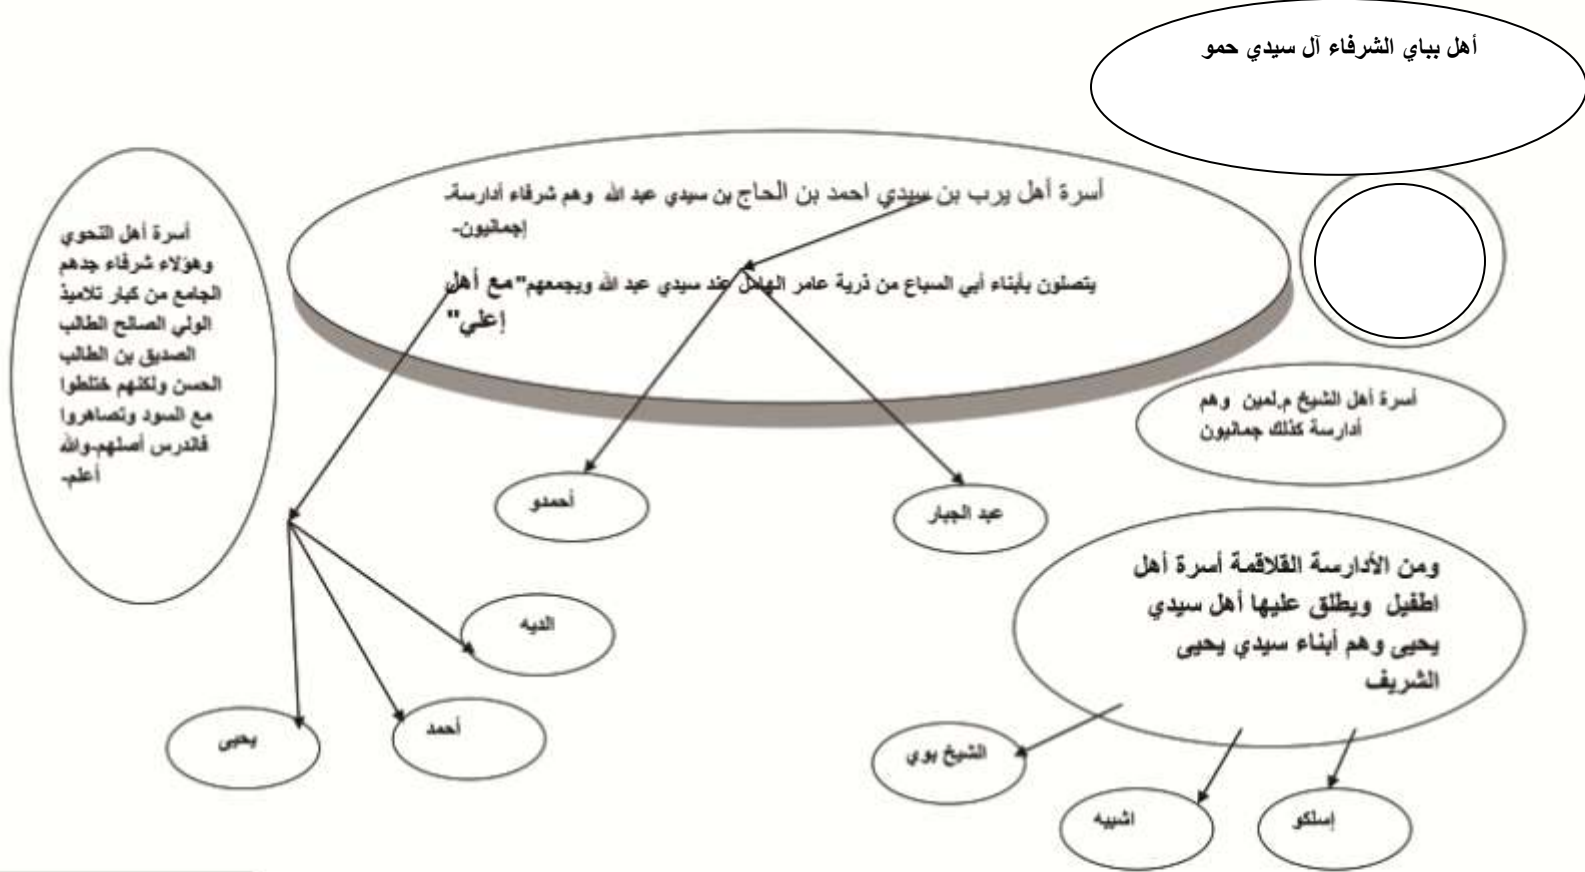 أهل بباي الشرفاء آل سيدي حمو
أسرة أهل يرب بن سيدي احمد بن الحاج بن سيدي عبد الله وهم شرفاء أدارسة-
إجمانيون-
يتصلون بأبناء أبي السباع من ذرية عامر الهامل عند سيدي عبد الله ويجمعهم"مع أهل
إعلي"
أسرة أهل النحوي
وهؤلاء شرفاء جدهم
الجامع من كبار تلاميذ
الولي الصالح الطالب
الصديق بن الطالب
الحسن ولكنهم ختلطوا
مع السود وتصاهروا
فاندرس أصلهم-والله
أعلم-
أسرة أهل الشيخ م.لمين وهم
أدارسة كذلك جمانيون
أحمدو
عبد الجبار
ومن الأدارسة القلاقمة أسرة أهل
اطفيل ويطلق عليها أهل سيدي
يحيى وهم أبناء سيدي يحيى
الشريف
الديه
أحمد
يحيى
الشيخ بوي
اشبيه
إسلكو